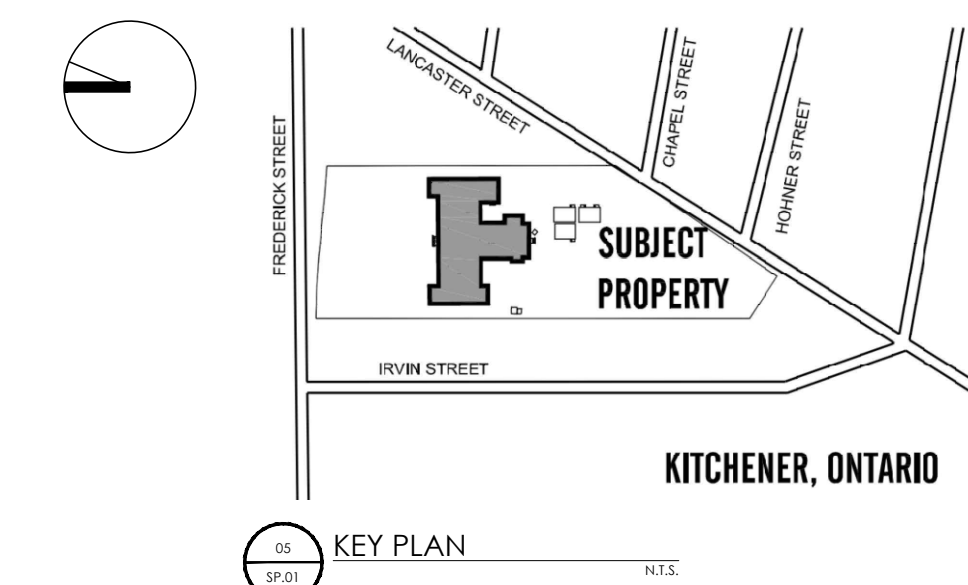 LANCASTER STREET
CHAPEL STREET
HOHNER STREET
FREDERICK STREET
SUBJECT
PROPERTY
IRVIN STREET
KITCHENER, ONTARIO
05
SP.01
KEY PLAN
N.T.S.